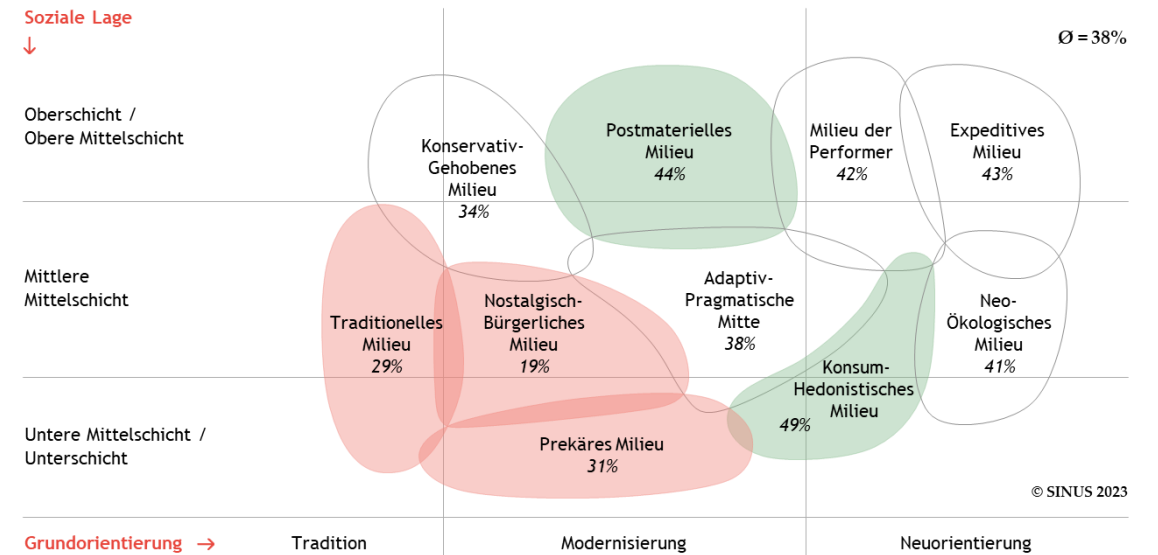 Soziale Lage
↓
Ø = 38%
Oberschicht /
Obere Mittelschicht
Konservativ-
Gehobenes
Milieu
34%
Postmaterielles
Milieu
44%
Milieu der
Performer
42%
Expeditives
Milieu
43%
Mittlere
Mittelschicht
Traditionelles
Milieu
29%
Nostalgisch-
Bürgerliches
Milieu
19%
Adaptiv-
Pragmatische
Mitte
38%
Neo-
Ökologisches
Milieu
41%
Konsum-
Hedonistisches
Milieu
49%
Untere Mittelschicht /
Unterschicht
Prekäres Milieu
31%
© SINUS 2023
Grundorientierung →
Tradition
Modernisierung
Neuorientierung